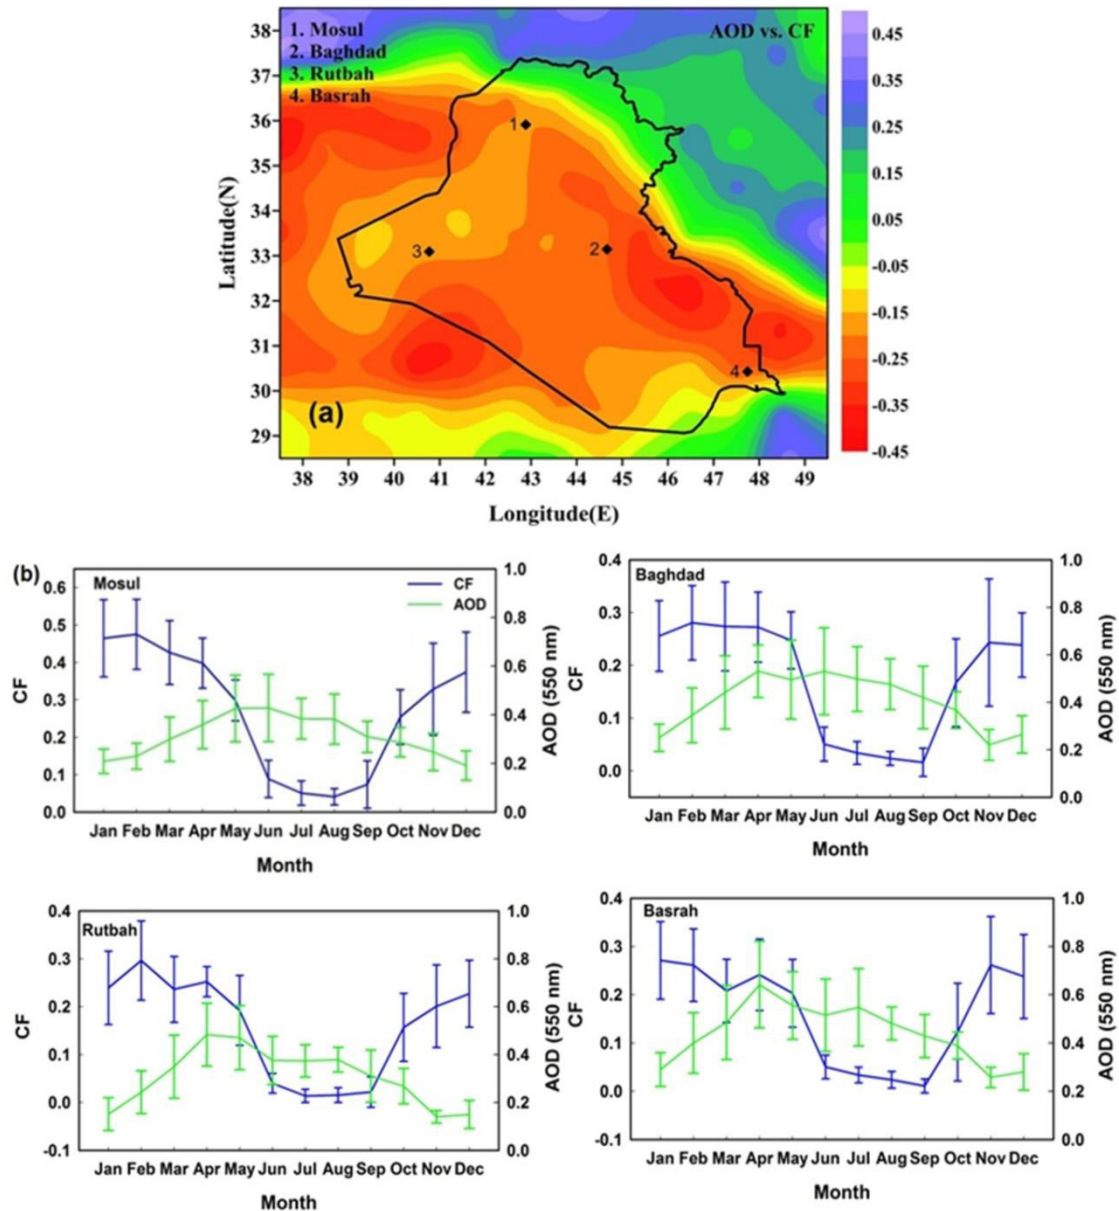 1. Mosul
2. Baghdad
3. Rutbah
4. Basrah
AOD vs. CF
38
37
36
35
34
33
32
31
30
29
Latitude(N)
1
2
3
4
(a)
0.45
0.35
0.25
0.15
0.05
-0.05
-0.15
-0.25
-0.35
-0.45
38 39 40 41 42 43 44 45 46 47 48 49
Longitude(E)
(b)
Mosul
CF
AOD
0.6
0.5
0.4
0.3
0.2
0.1
0.0
CF
1.0
0.8
0.6
0.4
0.2
0.0
AOD (550 nm)
Jan Feb Mar Apr May Jun Jul Aug Sep Oct Nov Dec
Month
Baghdad
0.4
0.3
0.2
0.1
0.0
CF
1.0
0.8
0.6
0.4
0.2
0.0
AOD (550 nm)
Jan Feb Mar Apr May Jun Jul Aug Sep Oct Nov Dec
Month
Rutbah
0.4
0.3
0.2
0.1
0.0
-0.1
CF
1.0
0.8
0.6
0.4
0.2
0.0
AOD (550 nm)
Jan Feb Mar Apr May Jun Jul Aug Sep Oct Nov Dec
Month
Basrah
0.4
0.3
0.2
0.1
0.0
-0.1
CF
1.0
0.8
0.6
0.4
0.2
0.0
AOD (550 nm)
Jan Feb Mar Apr May Jun Jul Aug Sep Oct Nov Dec
Month